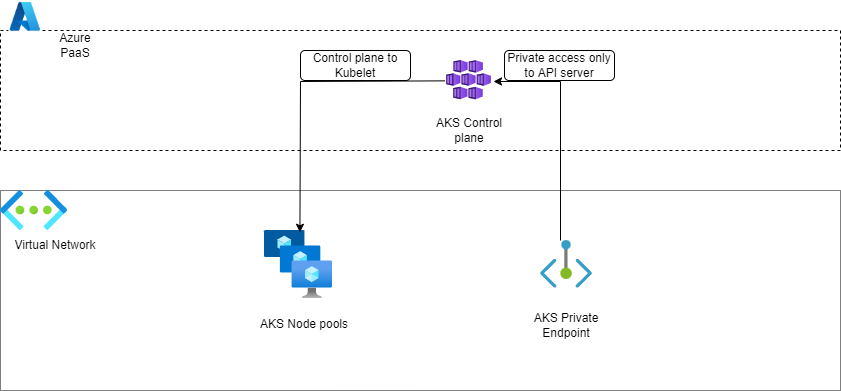 Azure
PaaS
Control plane to
Kubelet
Private access only
to API server
AKS Control
plane
Virtual Network
AKS Node pools
AKS Private
Endpoint